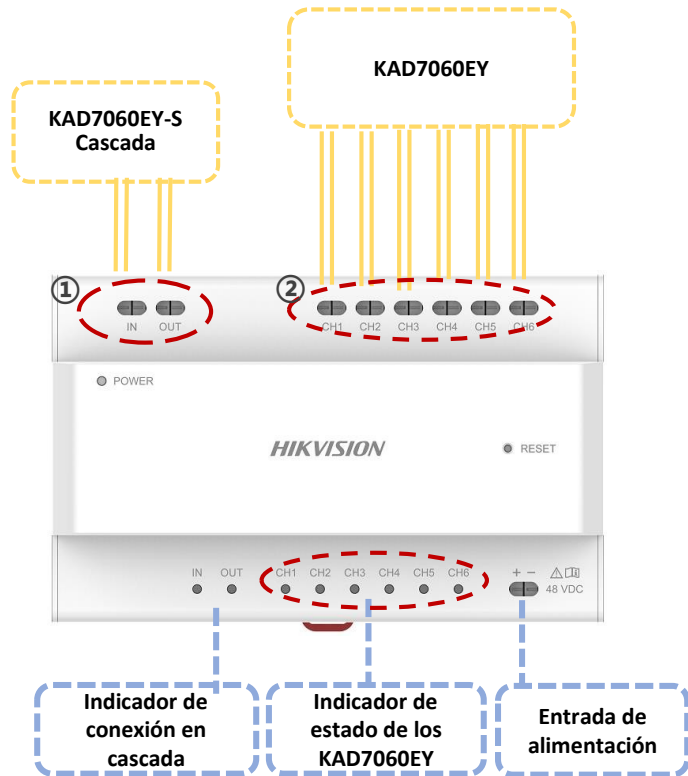 KAD7060EY
KAD7060EY-S
Cascada
① ②
IN OUT CH1 CH2 CH3 CH4 CH5 CH6
POWER
HIKVISION
RESET
IN OUT CH1 CH2 CH3 CH4 CH5 CH6 + −
48 VDC
Indicador de
conexión en
cascada
Indicador de
estado de los
KAD7060EY
Entrada de
alimentación